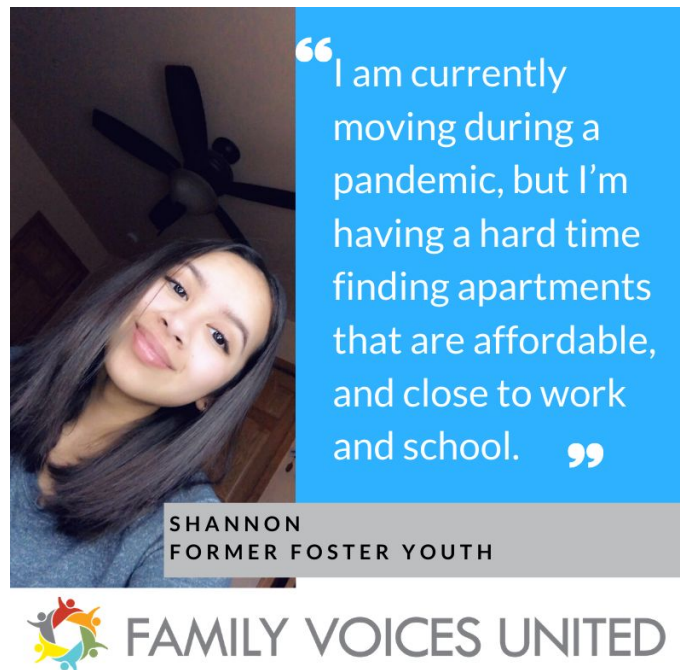 “I am currently
moving during a
pandemic, but I’m
having a hard time
finding apartments
that are affordable,
and close to work
and school. ”
SHANNON
FORMER FOSTER YOUTH
FAMILY VOICES UNITED